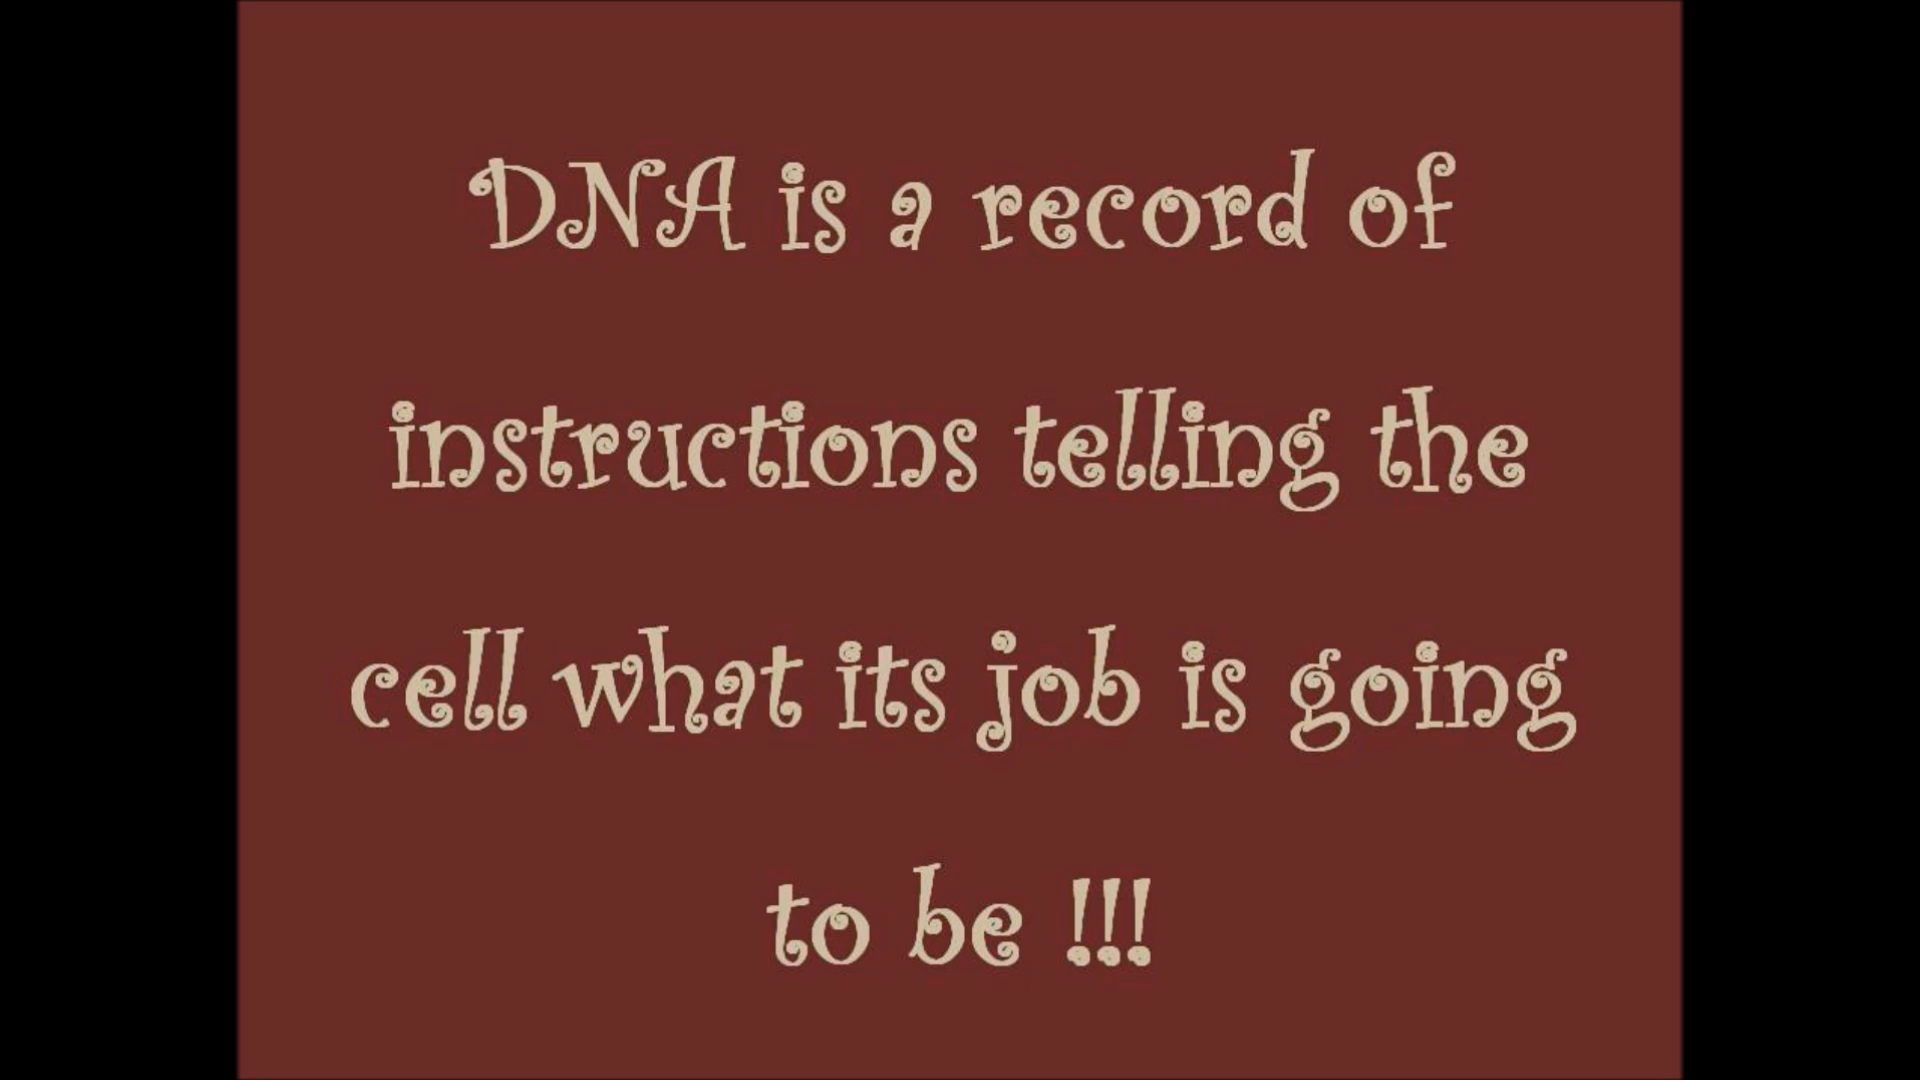 DNA is a record of
instructions telling the
cell what its job is going
to be !!!